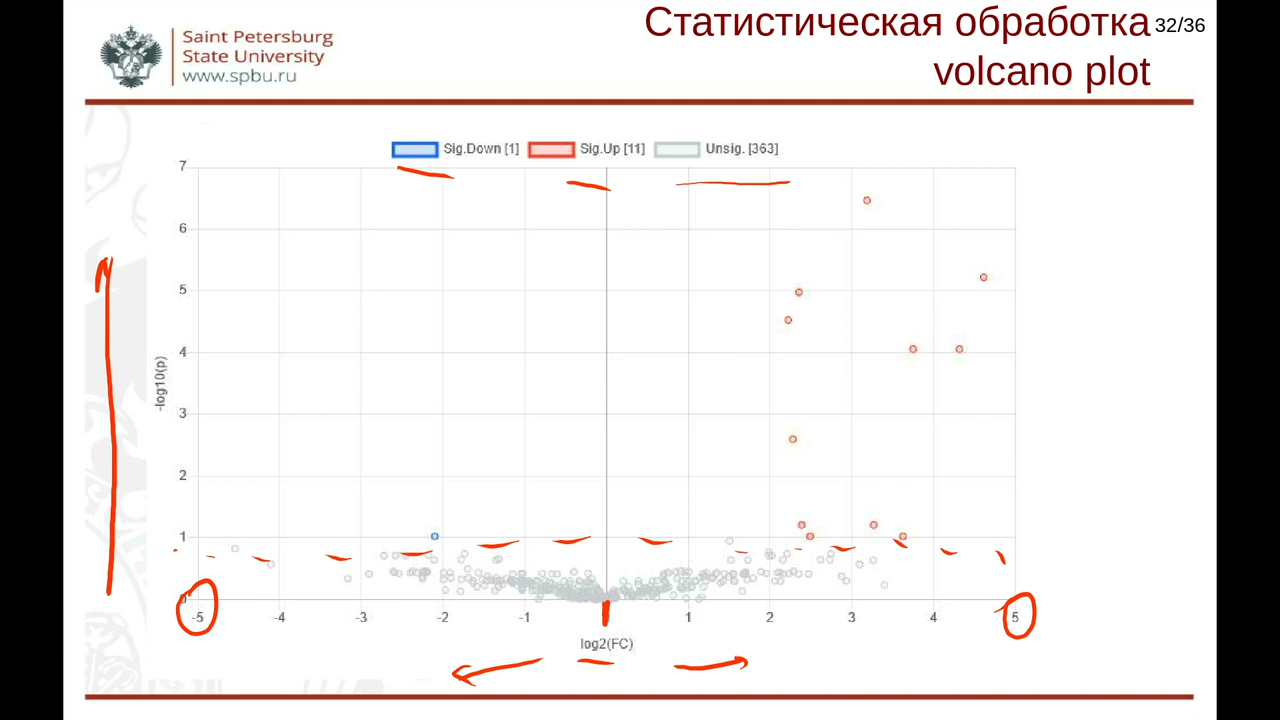 Saint Petersburg
State University
www.spbu.ru
Статистическая обработка
volcano plot
32/36
Sig.Down [1] Sig.Up [11] Unsig. [363]
7
6
5
4
3
2
1
0
-log10(p)
-5 -4 -3 -2 -1 1 2 3 4 5
log2(FC)